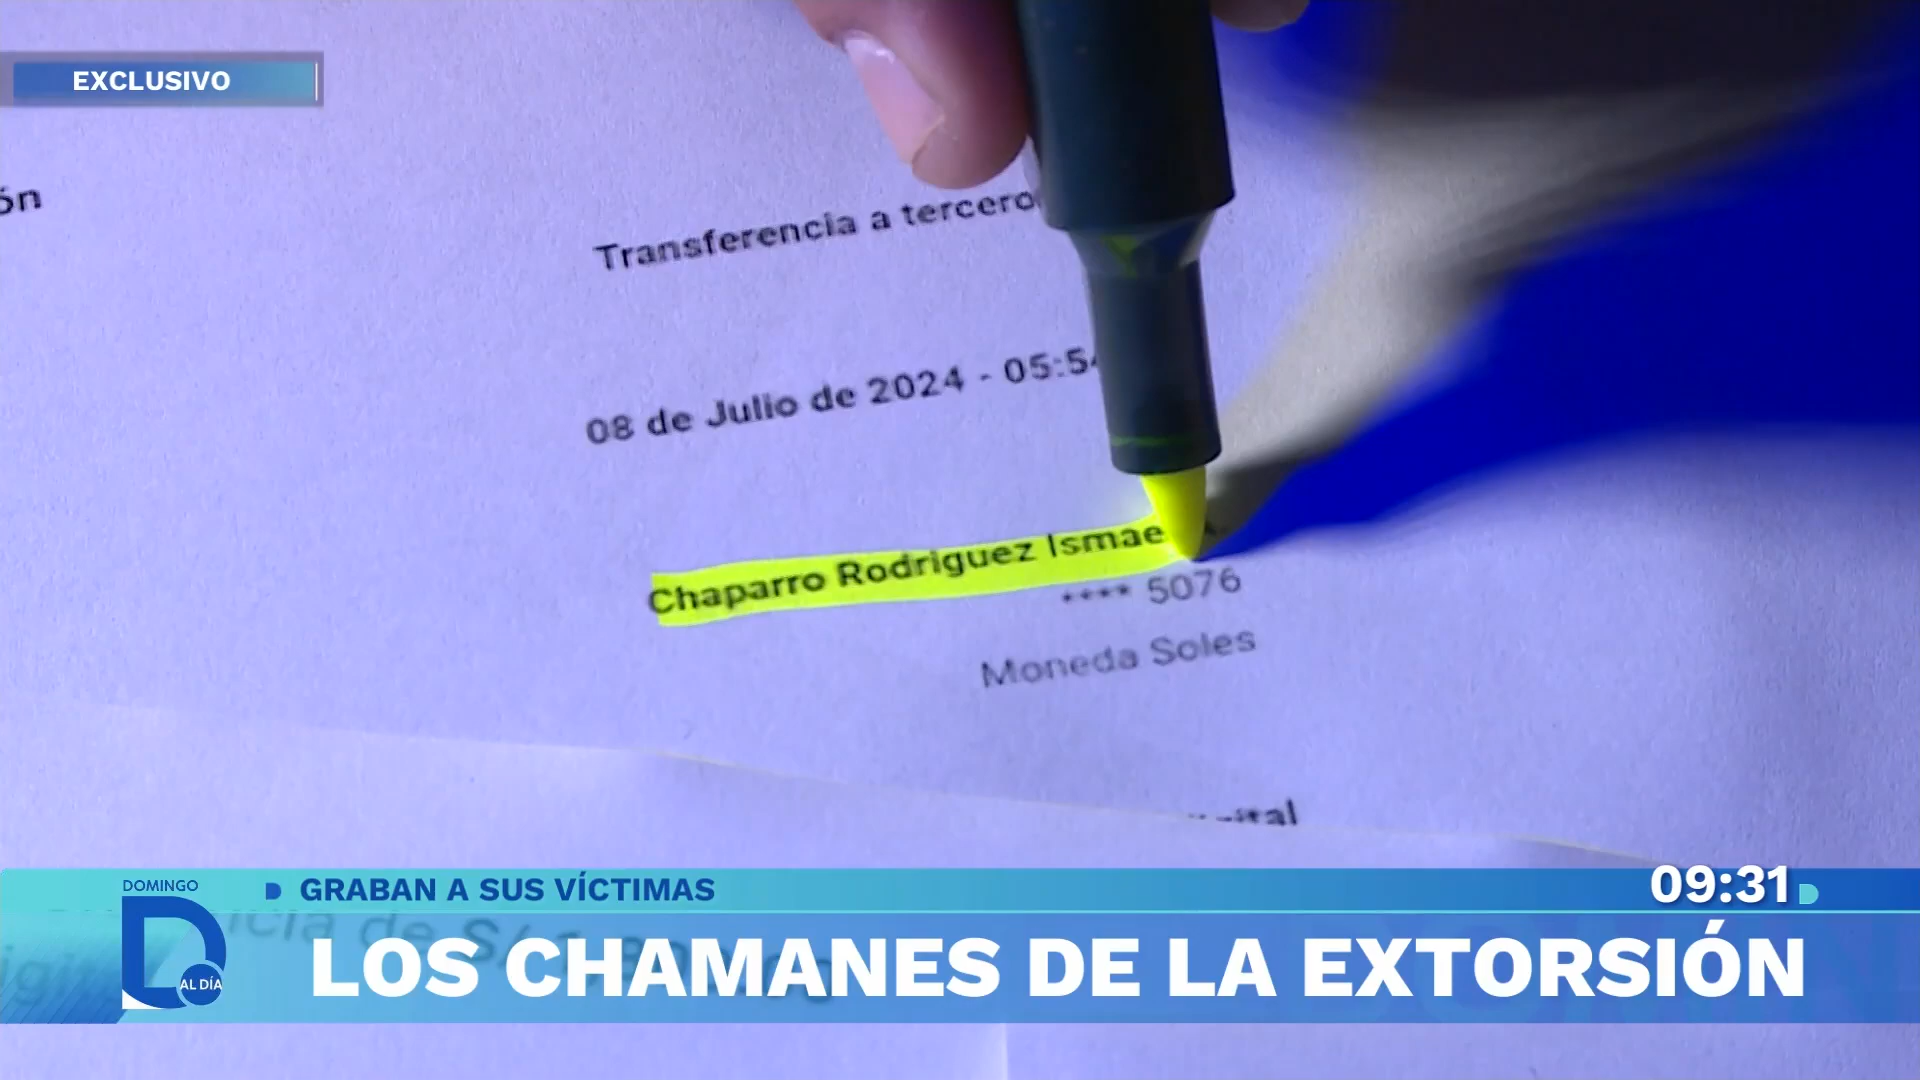 EXCLUSIVO
ón
Transferencia a tercero
08 de Julio de 2024 - 05:54
Chaparro Rodriguez Ismae
**** 5076
Moneda Soles
DOMINGO
AL DÍA
GRABAN A SUS VÍCTIMAS
09:31
LOS CHAMANES DE LA EXTORSIÓN